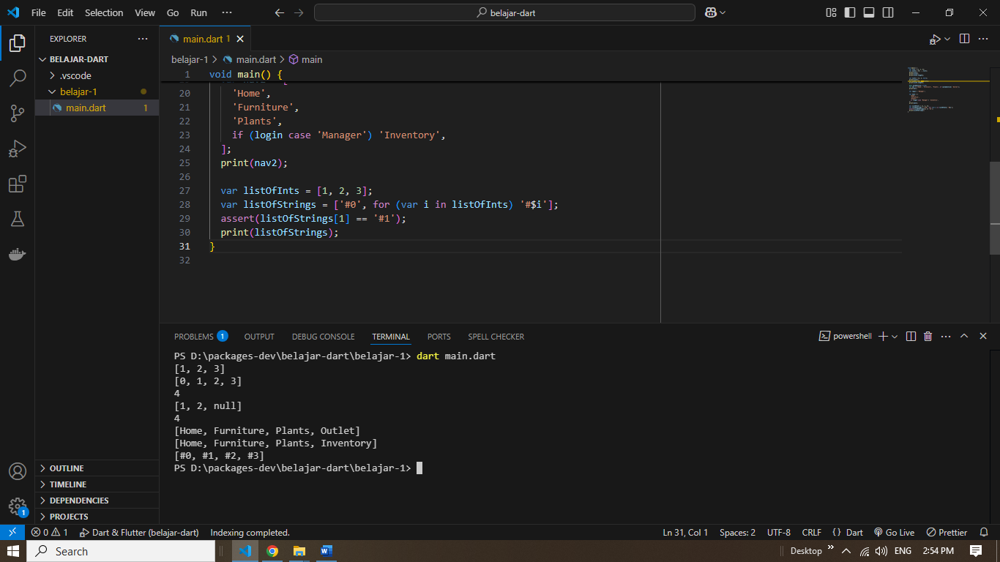 File Edit Selection View Go Run ···
belajar-dart
EXPLORER ···
BELAJAR-DART
.vscode
belajar-1
main.dart 1
OUTLINE
TIMELINE
DEPENDENCIES
PROJECTS
main.dart 1
belajar-1 > main.dart > main
1 void main() {
20 'Home',
21 'Furniture',
22 'Plants',
23 if (login case 'Manager') 'Inventory',
24 ];
25 print(nav2);
26
27 var listOfInts = [1, 2, 3];
28 var listOfStrings = ['#0', for (var i in listOfInts) '#$i'];
29 assert(listOfStrings[1] == '#1');
30 print(listOfStrings);
31 }
32
PROBLEMS 1 OUTPUT DEBUG CONSOLE TERMINAL PORTS SPELL CHECKER powershell
PS D:\packages-dev\belajar-dart\belajar-1> dart main.dart
[1, 2, 3]
[0, 1, 2, 3]
4
[1, 2, null]
4
[Home, Furniture, Plants, Outlet]
[Home, Furniture, Plants, Inventory]
[#0, #1, #2, #3]
PS D:\packages-dev\belajar-dart\belajar-1>
1
0 1 Dart & Flutter (belajar-dart) Indexing completed. Ln 31, Col 1 Spaces: 2 UTF-8 CRLF {} Dart Go Live Prettier
Search Desktop ENG 2:54 PM